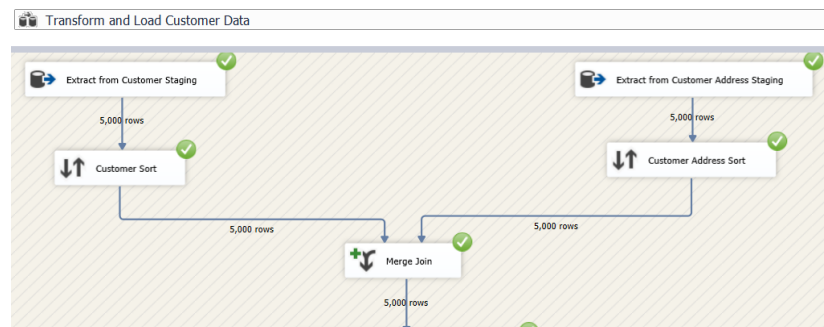 Transform and Load Customer Data
Extract from Customer Staging
Extract from Customer Address Staging
5,000 rows
5,000 rows
Customer Sort
Customer Address Sort
5,000 rows
5,000 rows
Merge Join
5,000 rows